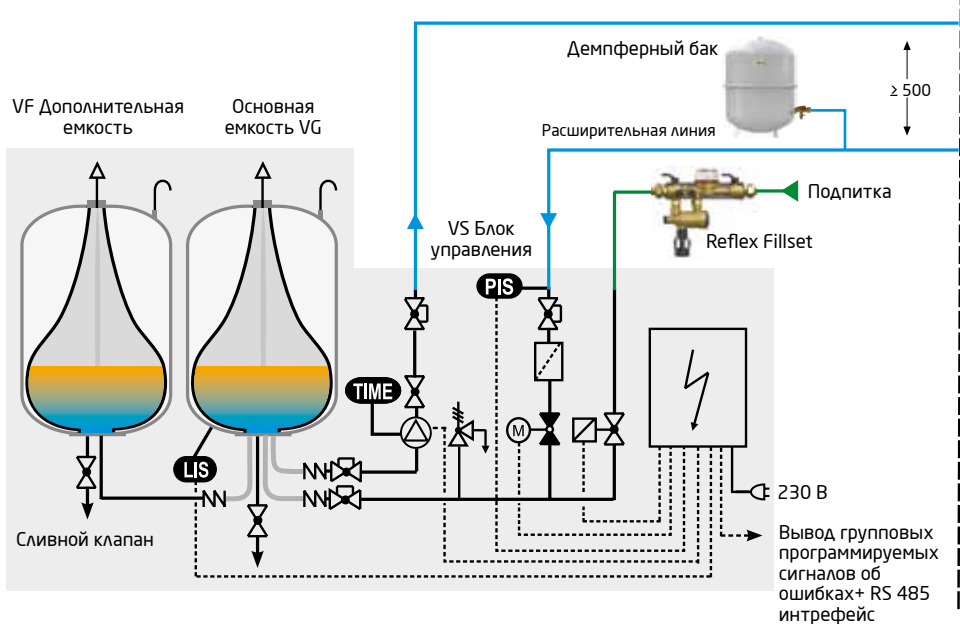 Демпферный бак
≥ 500
VF Дополнительная
емкость
Основная
емкость VG
Расширительная линия
Подпитка
VS Блок
управления
Reflex Fillset
PIS
TIME
M
LIS
230 В
Сливной клапан
Вывод групповых
программируемых
сигналов об
ошибках+ RS 485
интрефейс